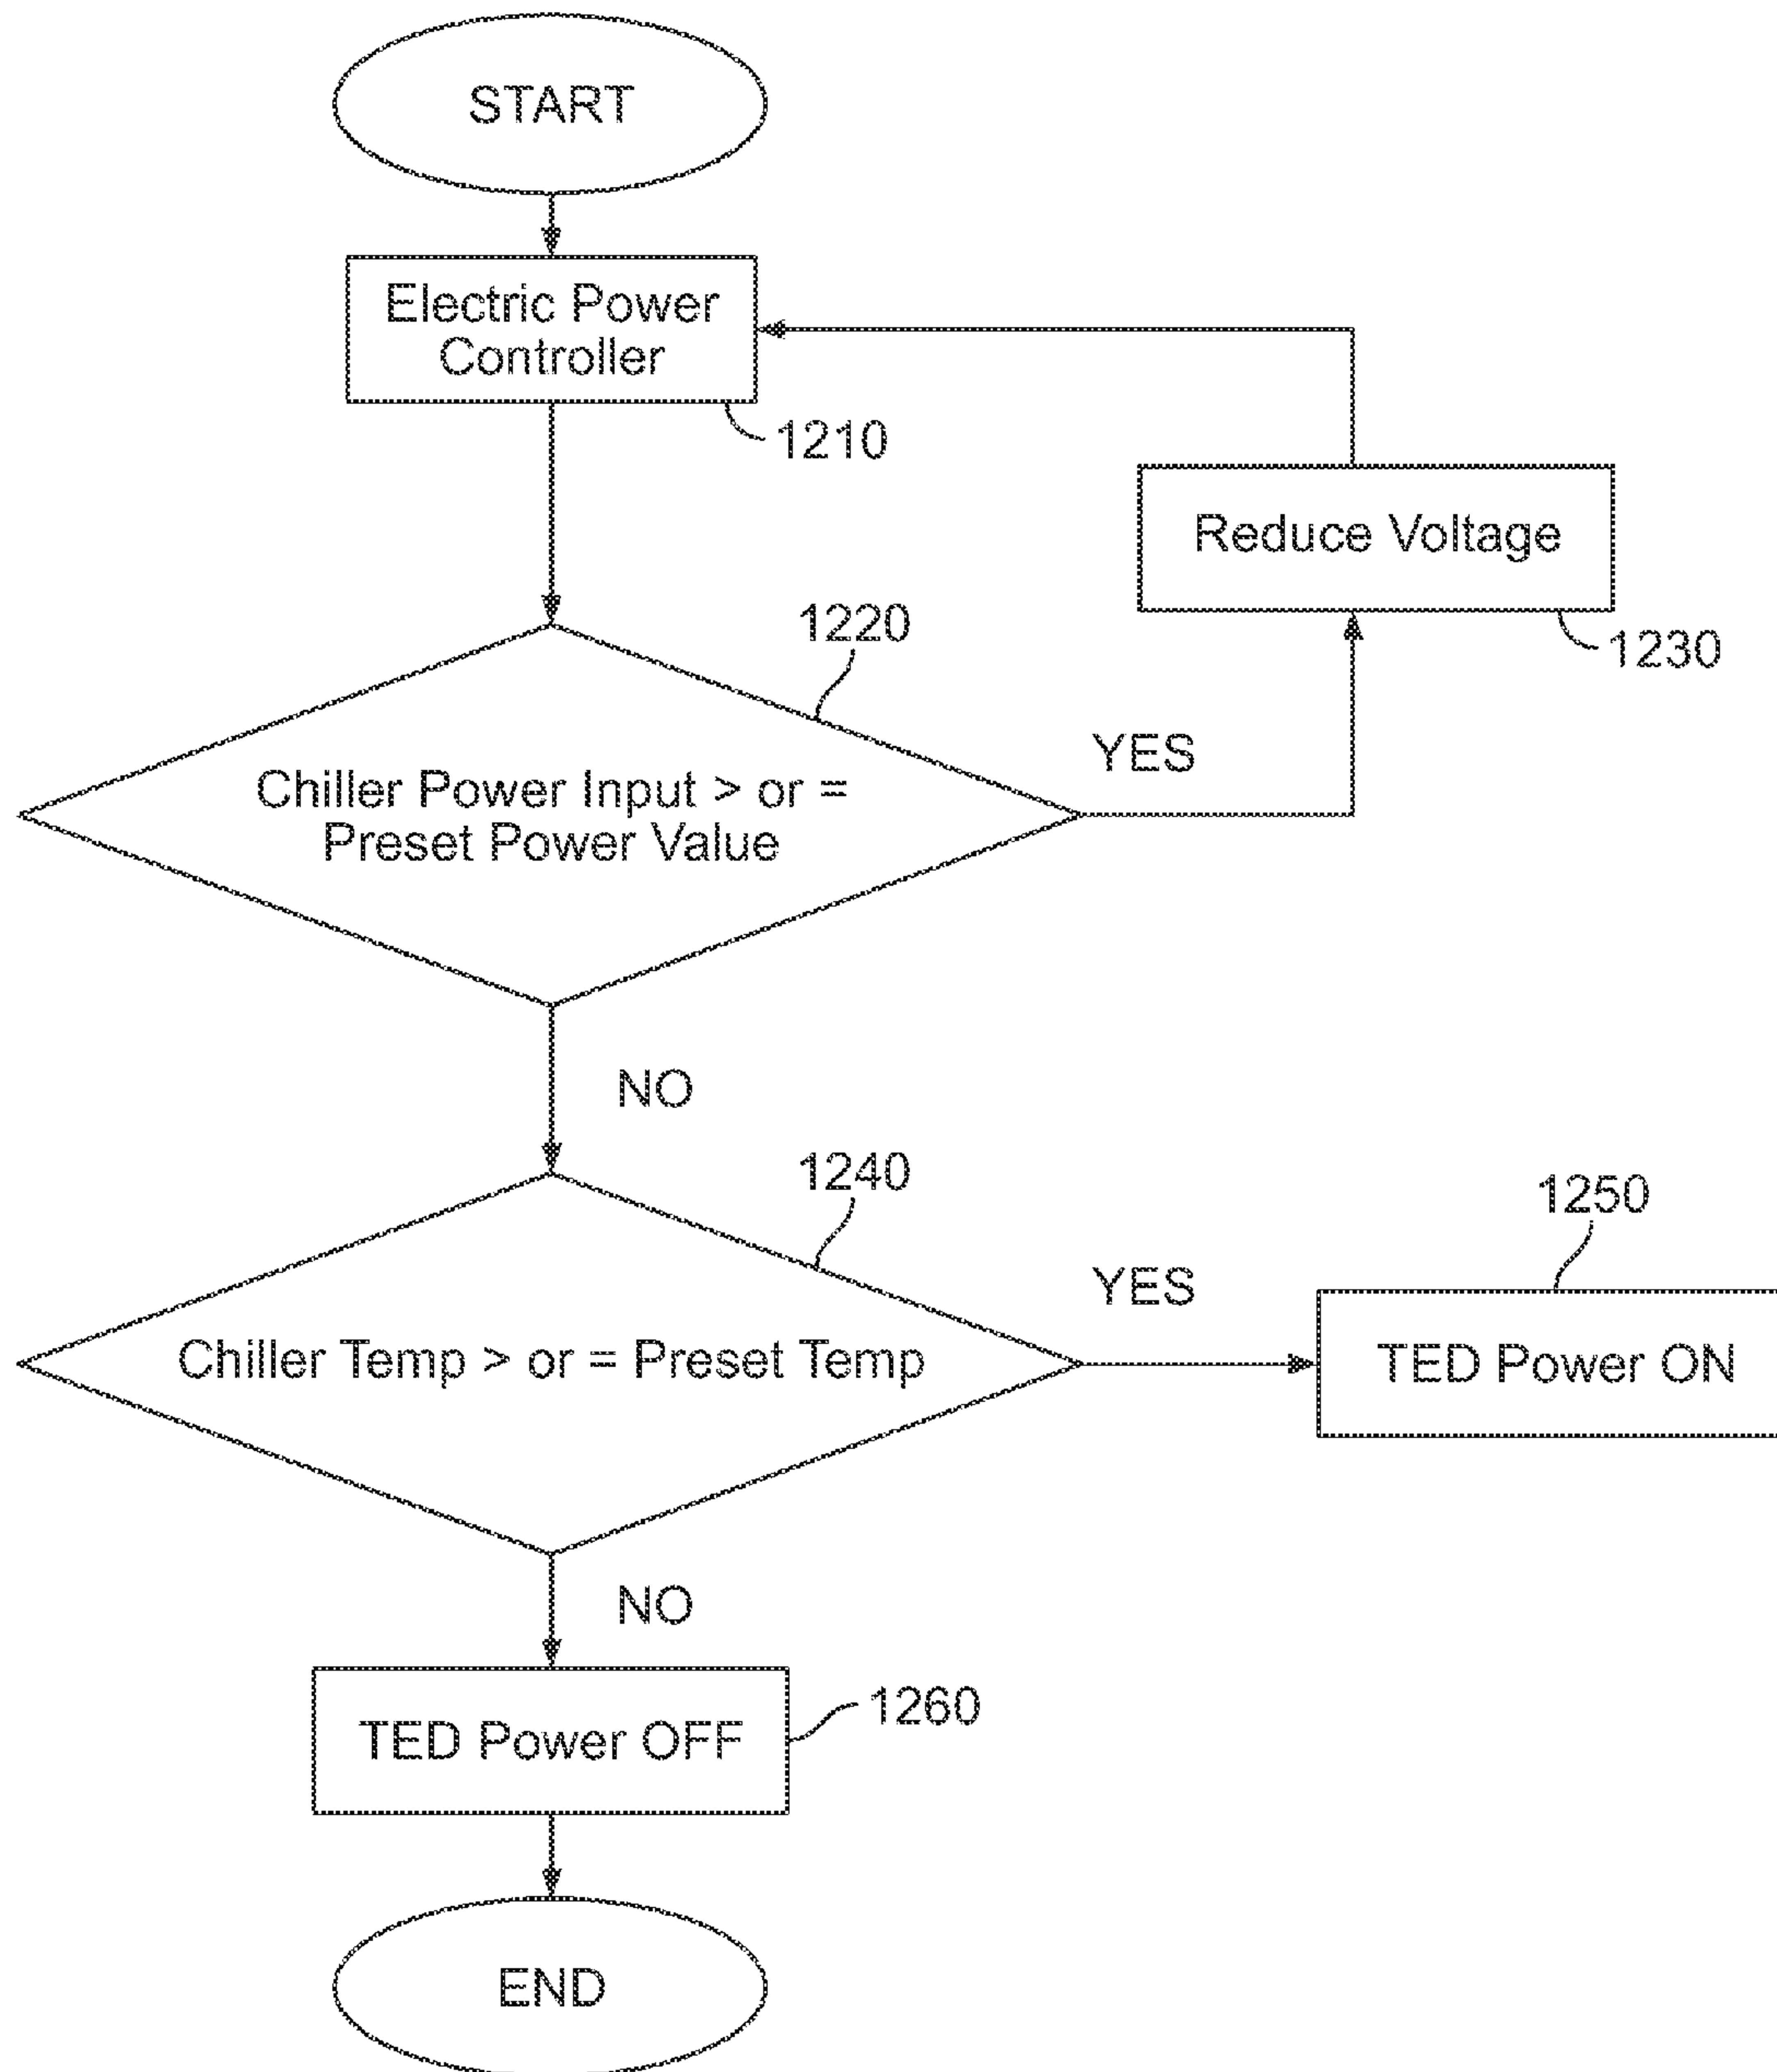 START
Electric Power
Controller
1210
Reduce Voltage
1230
1220
Chiller Power Input > or =
Preset Power Value
YES
NO
1240
Chiller Temp > or = Preset Temp
YES
1250
TED Power ON
NO
TED Power OFF
1260
END